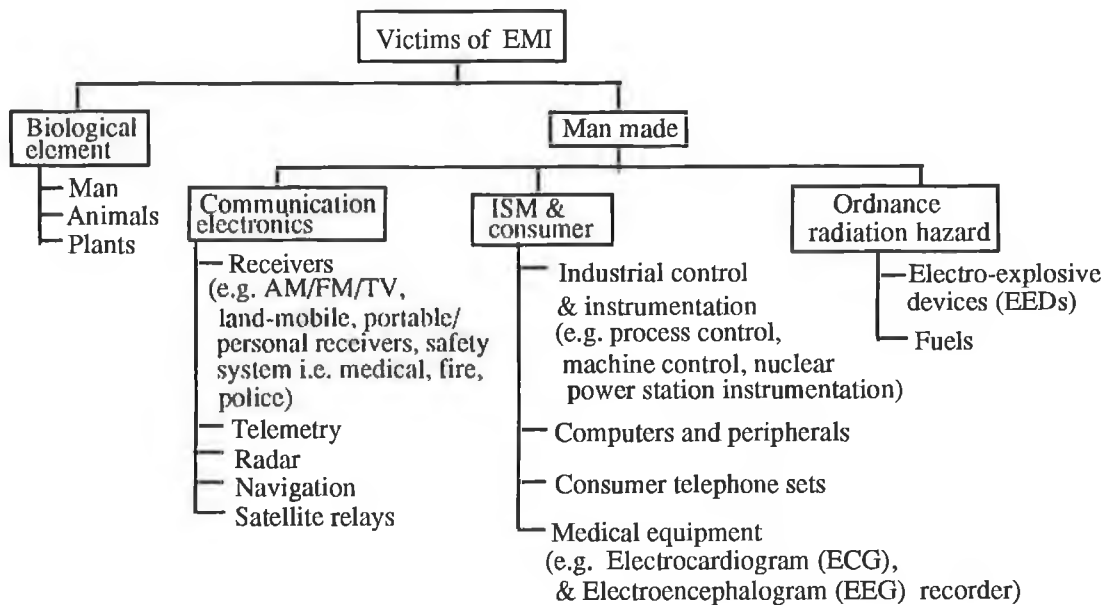 Victims of EMI
Biological
element
Man
Animals
Plants
Man made
Communication
electronics
Receivers
(e.g. AM/FM/TV,
land-mobile, portable/
personal receivers, safety
system i.e. medical, fire,
police)
Telemetry
Radar
Navigation
Satellite relays
ISM &
consumer
Industrial control
& instrumentation
(e.g. process control,
machine control, nuclear
power station instrumentation)
Computers and peripherals
Consumer telephone sets
Medical equipment
(e.g. Electrocardiogram (ECG),
& Electroencephalogram (EEG) recorder)
Ordnance
radiation hazard
Electro-explosive
devices (EEDs)
Fuels